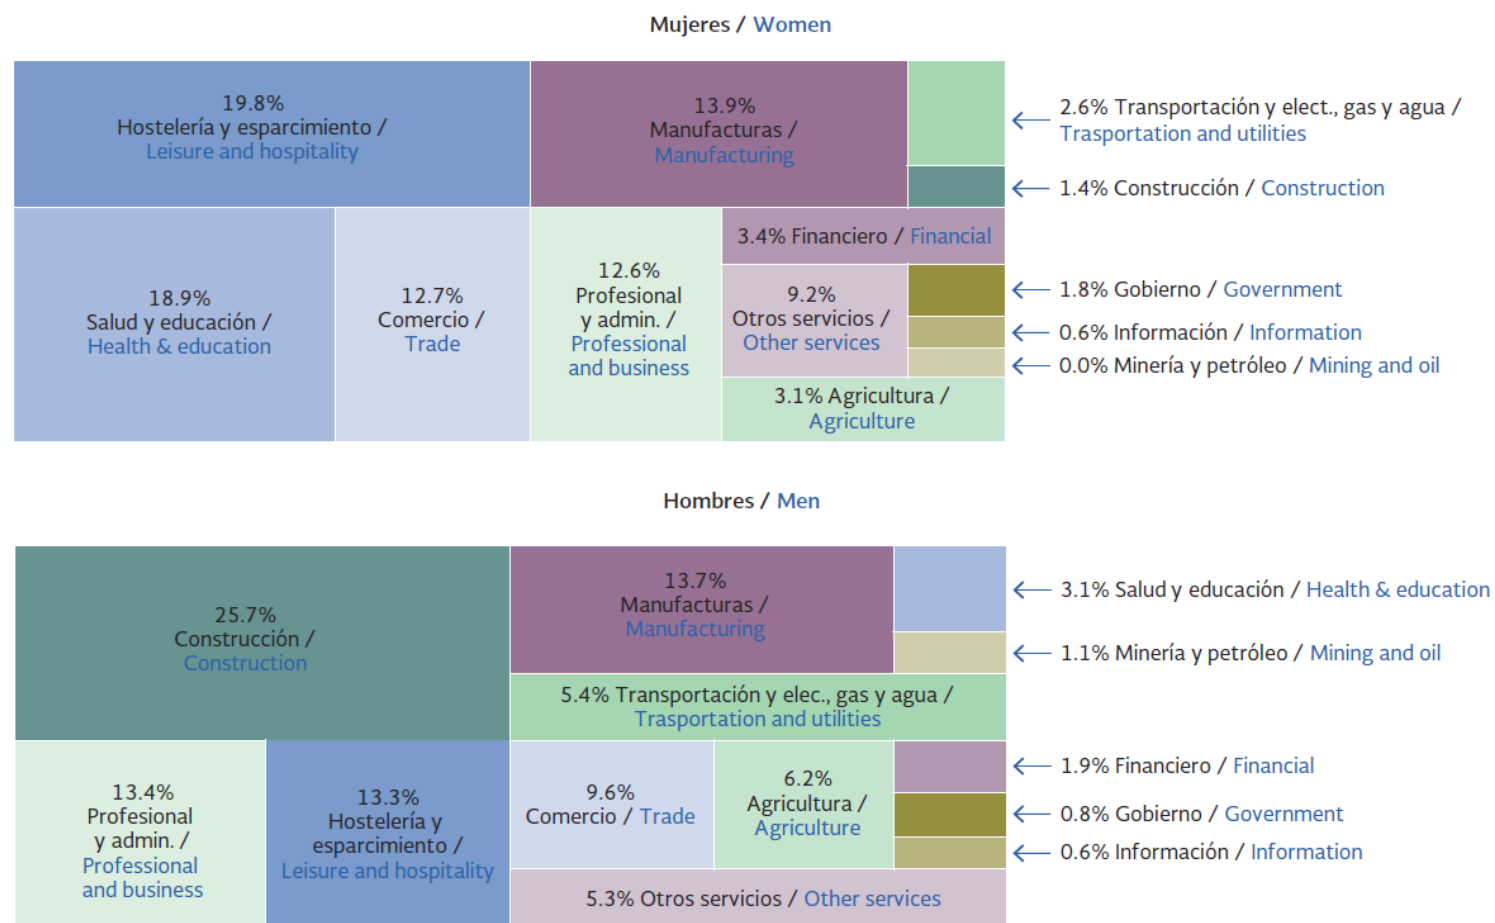 Mujeres / Women
19.8%
Hostelería y esparcimiento /
Leisure and hospitality
13.9%
Manufacturas /
Manufacturing
2.6% Transportación y elect., gas y agua /
Trasportation and utilities
1.4% Construcción / Construction
18.9%
Salud y educación /
Health & education
12.7%
Comercio /
Trade
12.6%
Profesional
y admin. /
Professional
and business
3.4% Financiero / Financial
9.2%
Otros servicios /
Other services
1.8% Gobierno / Government
0.6% Información / Information
0.0% Minería y petróleo / Mining and oil
3.1% Agricultura /
Agriculture
Hombres / Men
25.7%
Construcción /
Construction
13.7%
Manufacturas /
Manufacturing
3.1% Salud y educación / Health & education
1.1% Minería y petróleo / Mining and oil
5.4% Transportación y elec., gas y agua /
Trasportation and utilities
13.4%
Profesional
y admin. /
Professional
and business
13.3%
Hostelería y
esparcimiento /
Leisure and hospitality
9.6%
Comercio / Trade
6.2%
Agricultura /
Agriculture
1.9% Financiero / Financial
0.8% Gobierno / Government
0.6% Información / Information
5.3% Otros servicios / Other services